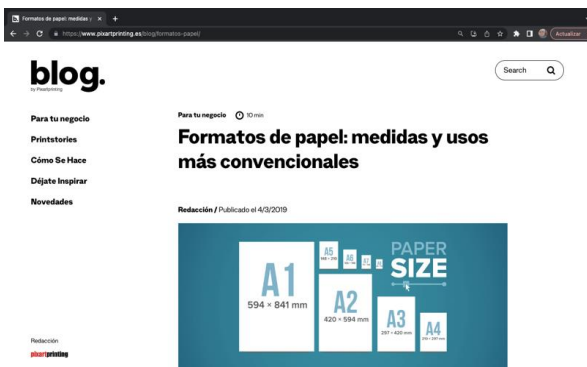 Formatos de papel: medidas y
https://www.pixartprinting.es/blog/formatos-papel/
Actualizar
blog.
by Pixartprinting
Search
Para tu negocio
Printstories
Cómo Se Hace
Déjate Inspirar
Novedades
Para tu negocio 10 min
Formatos de papel: medidas y usos
más convencionales
Redacción / Publicado el 4/3/2019
PAPER
SIZE
A1
594 × 841 mm
A2
420 × 594 mm
A3
297 × 420 mm
A4
A5
A6
A7
Redacción
pixartprinting